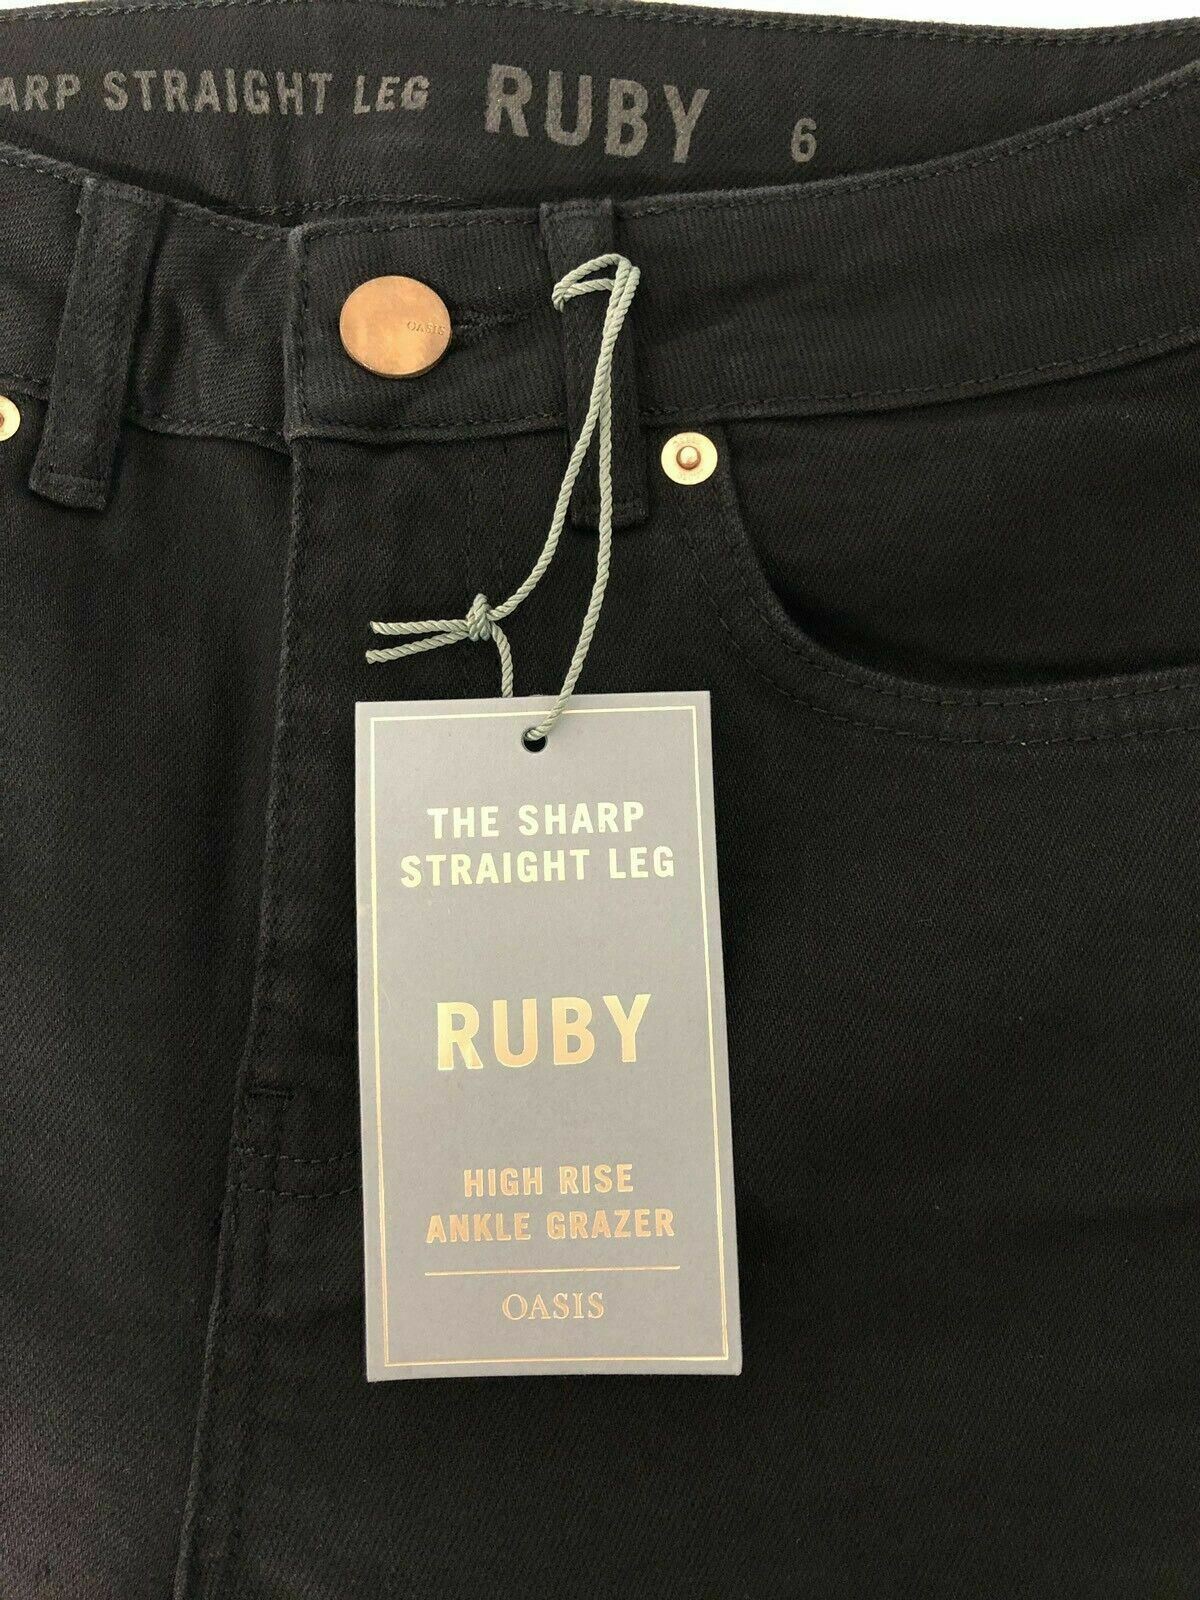 ARP STRAIGHT LEG RUBY 6
OASIS
THE SHARP
STRAIGHT LEG
RUBY
HIGH RISE
ANKLE GRAZER
OASIS